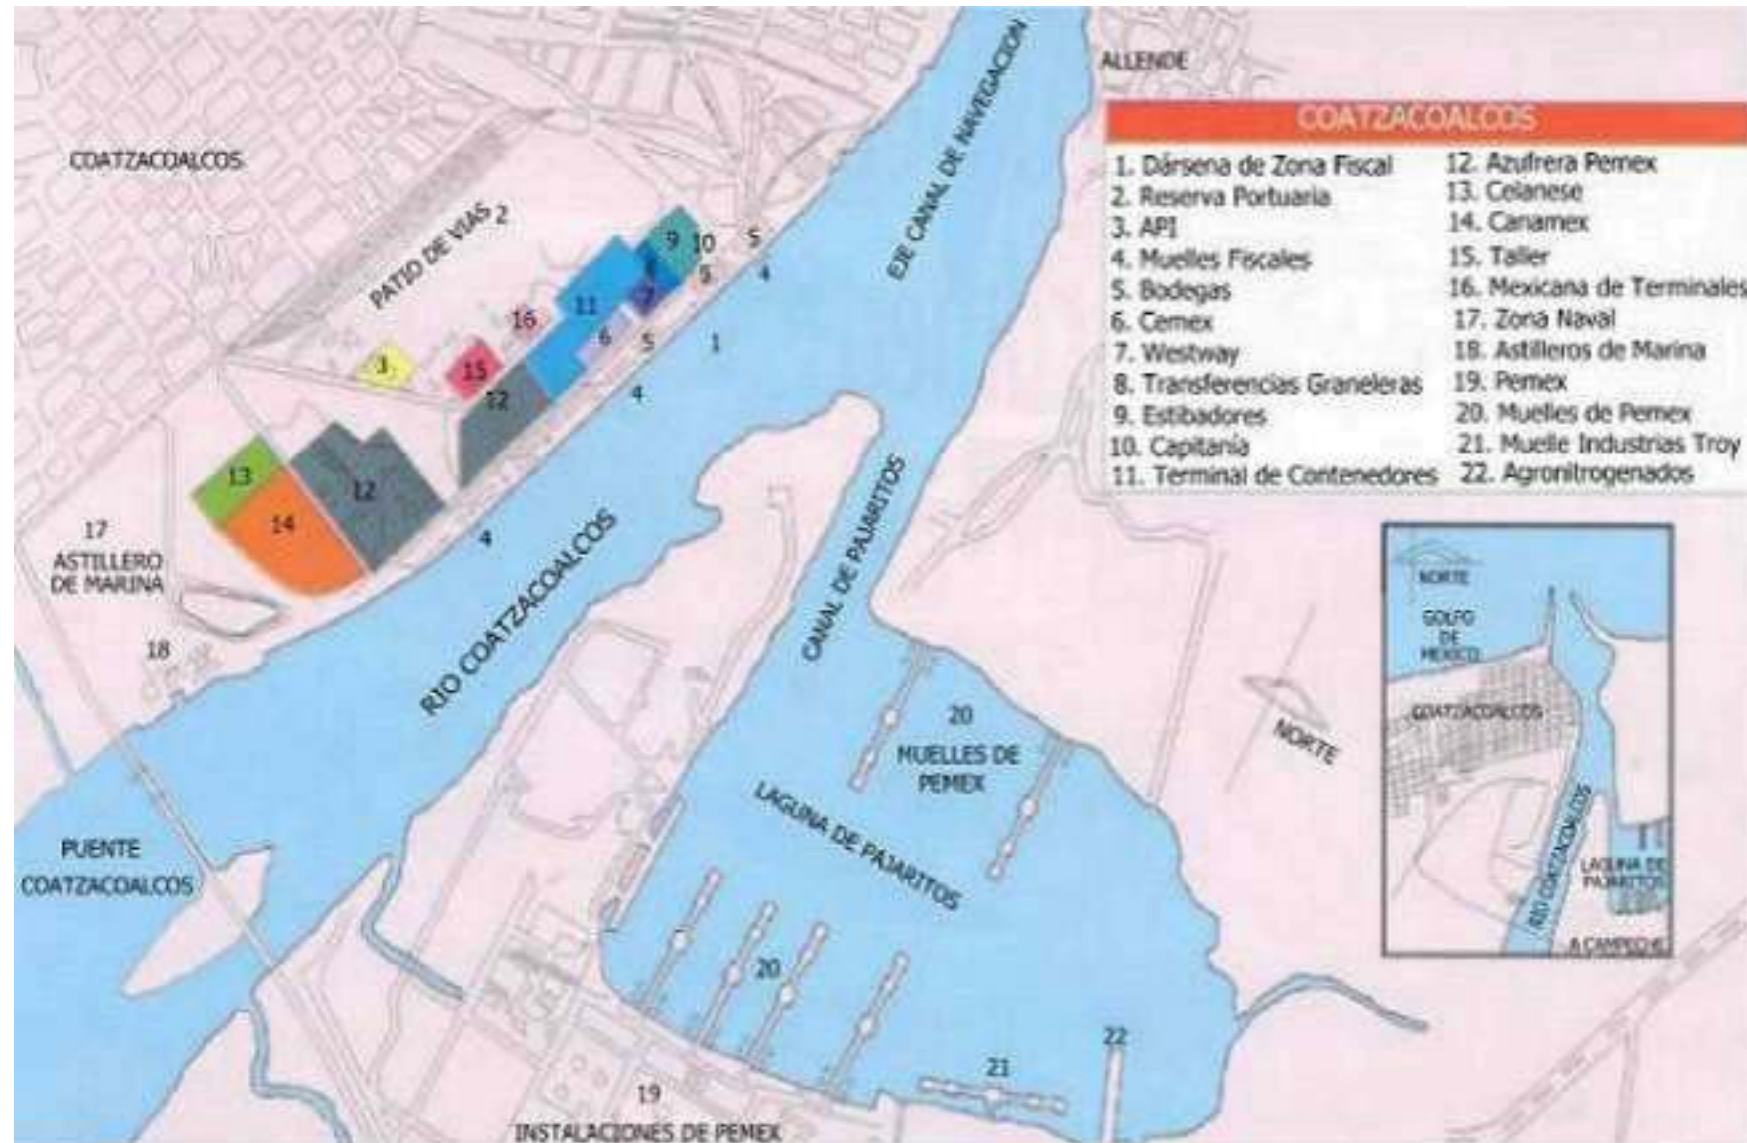 ALLENDE
COATZACOALCOS
EJE CANAL DE NAVEGACION
COATZACOALCOS
1. Dársena de Zona Fiscal
2. Reserva Portuaria
3. API
4. Muelles Fiscales
5. Bodegas
6. Cemex
7. Westway
8. Transferencias Graneleras
9. Estibadores
10. Capitanía
11. Terminal de Contenedores
12. Azufrera Pemex
13. Celanese
14. Canamex
15. Taller
16. Mexicana de Terminales
17. Zona Naval
18. Astilleros de Marina
19. Pemex
20. Muelles de Pemex
21. Muelle Industrias Troy
22. Agronitrogenados
PATIO DE VIAS 2
9
10
5
4
8
5
7
11
16
6
5
1
3
15
12
4
13
12
14
4
17
ASTILLERO
DE MARINA
18
RIO COATZACOALCOS
CANAL DE PAJARITOS
20
MUELLES DE
PEMEX
LAGUNA DE PAJARITOS
NORTE
PUENTE
COATZACOALCOS
20
22
21
19
INSTALACIONES DE PEMEX
NORTE
GOLFO
DE
MEXICO
COATZACOALCOS
RIO COATZACOALCOS
LAGUNA DE
PAJARITOS
A CAMPECHE